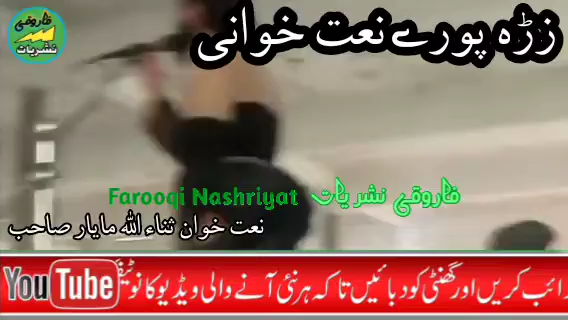 فاروقی
نشریات
زڑہ پورے نعت خوانی
Farooqi Nashriyat فاروقی نشریات
نعت خوان ثناء اللہ مایار صاحب
YouTube رائب کریں اور گھنٹی کو دبائیں تاکہ ہر نئی آنے والی ویڈیو کا نوٹیفے